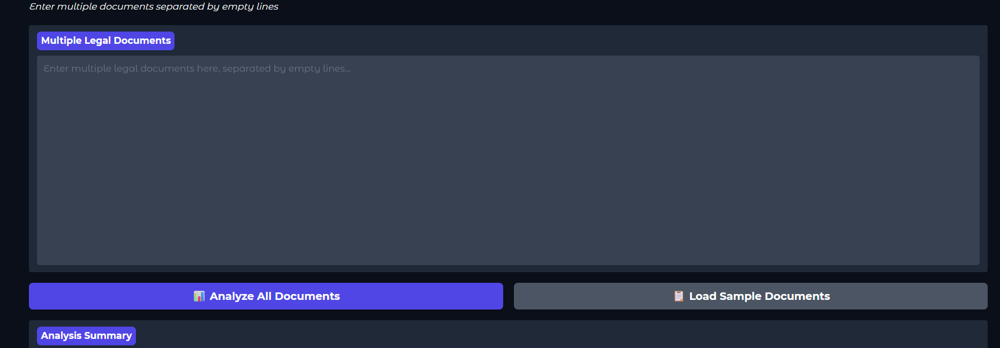 Enter multiple documents separated by empty lines
Multiple Legal Documents
Enter multiple legal documents here, separated by empty lines...
📊 Analyze All Documents
📋 Load Sample Documents
Analysis Summary